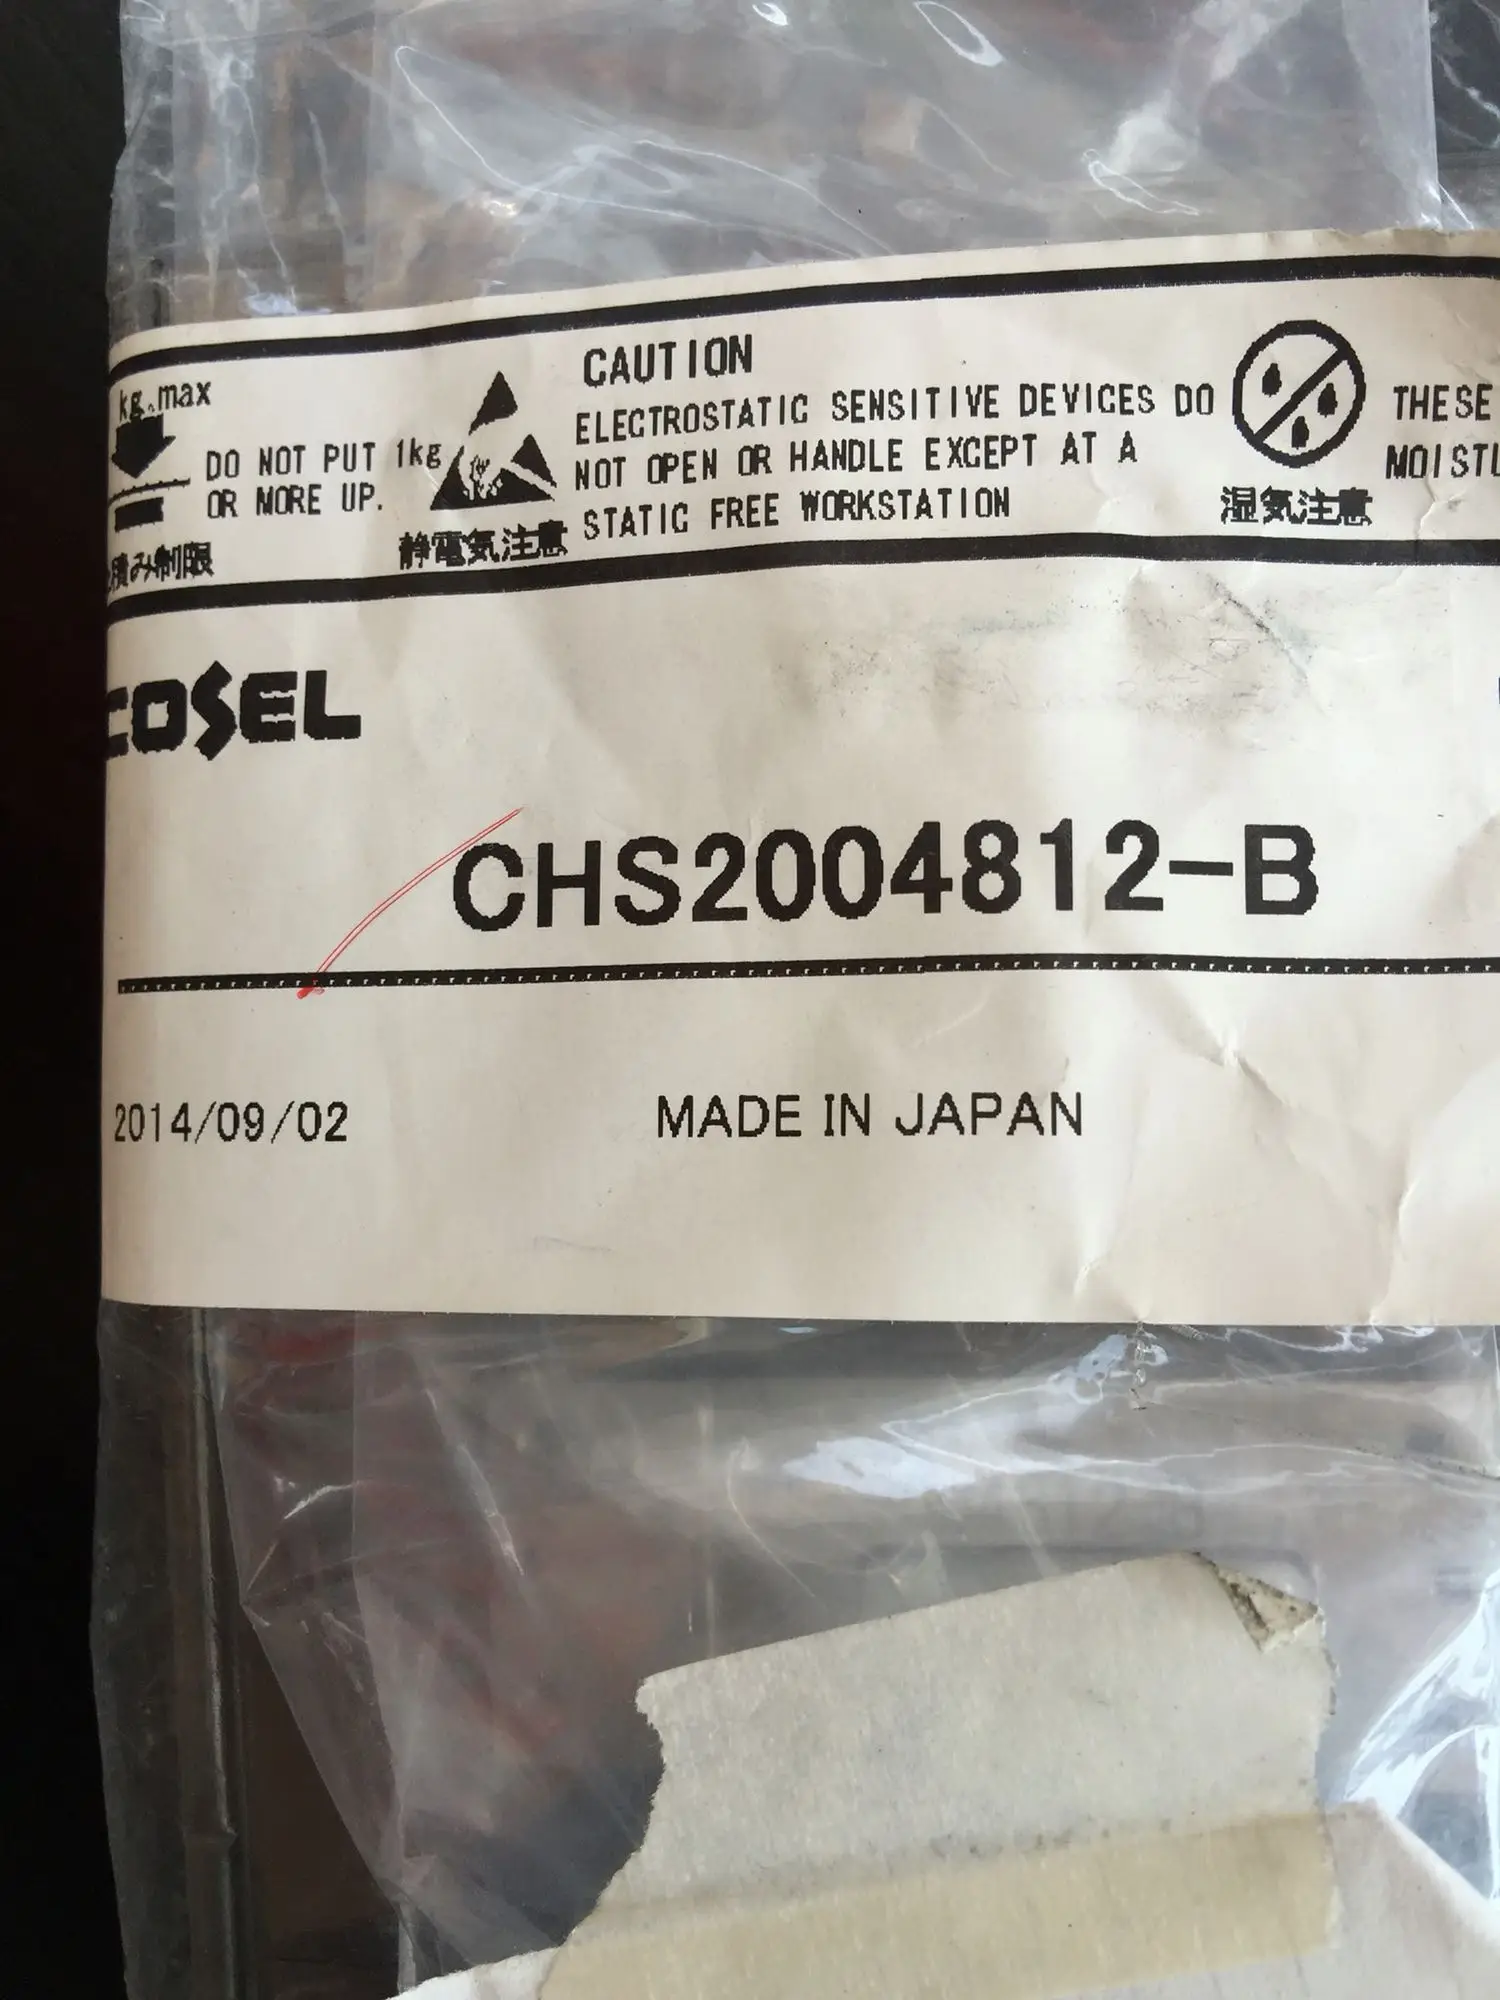 kg.max
DO NOT PUT 1kg
OR MORE UP.
積み制限
静電気注意
CAUTION
ELECTROSTATIC SENSITIVE DEVICES DO
NOT OPEN OR HANDLE EXCEPT AT A
STATIC FREE WORKSTATION
湿気注意
THESE
COSEL
CHS2004812-B
2014/09/02
MADE IN JAPAN